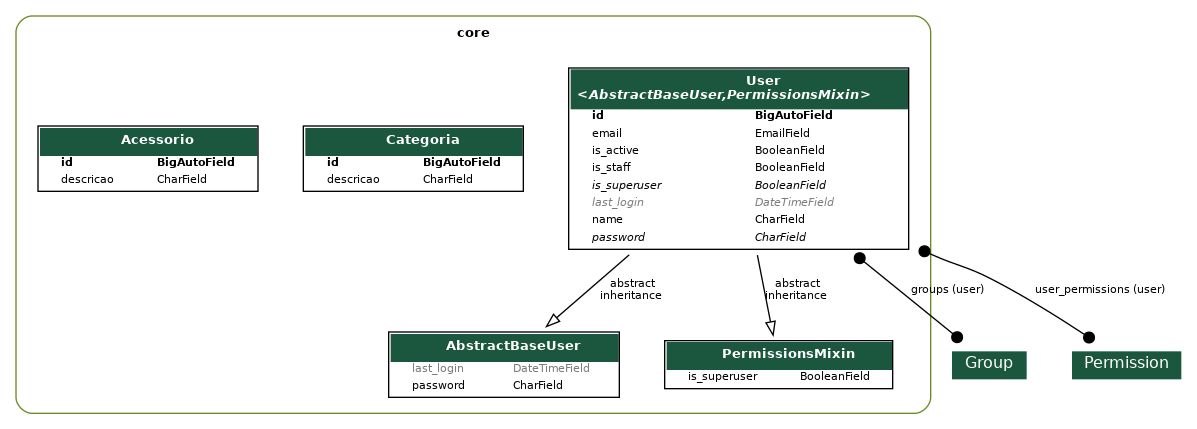 core
Acessorio
id BigAutoField
descricao CharField
Categoria
id BigAutoField
descricao CharField
User
<AbstractBaseUser,PermissionsMixin>
id BigAutoField
email EmailField
is_active BooleanField
is_staff BooleanField
is_superuser BooleanField
last_login DateTimeField
name CharField
password CharField
abstract
inheritance
abstract
inheritance
groups (user)
user_permissions (user)
AbstractBaseUser
last_login DateTimeField
password CharField
PermissionsMixin
is_superuser BooleanField
Group
Permission